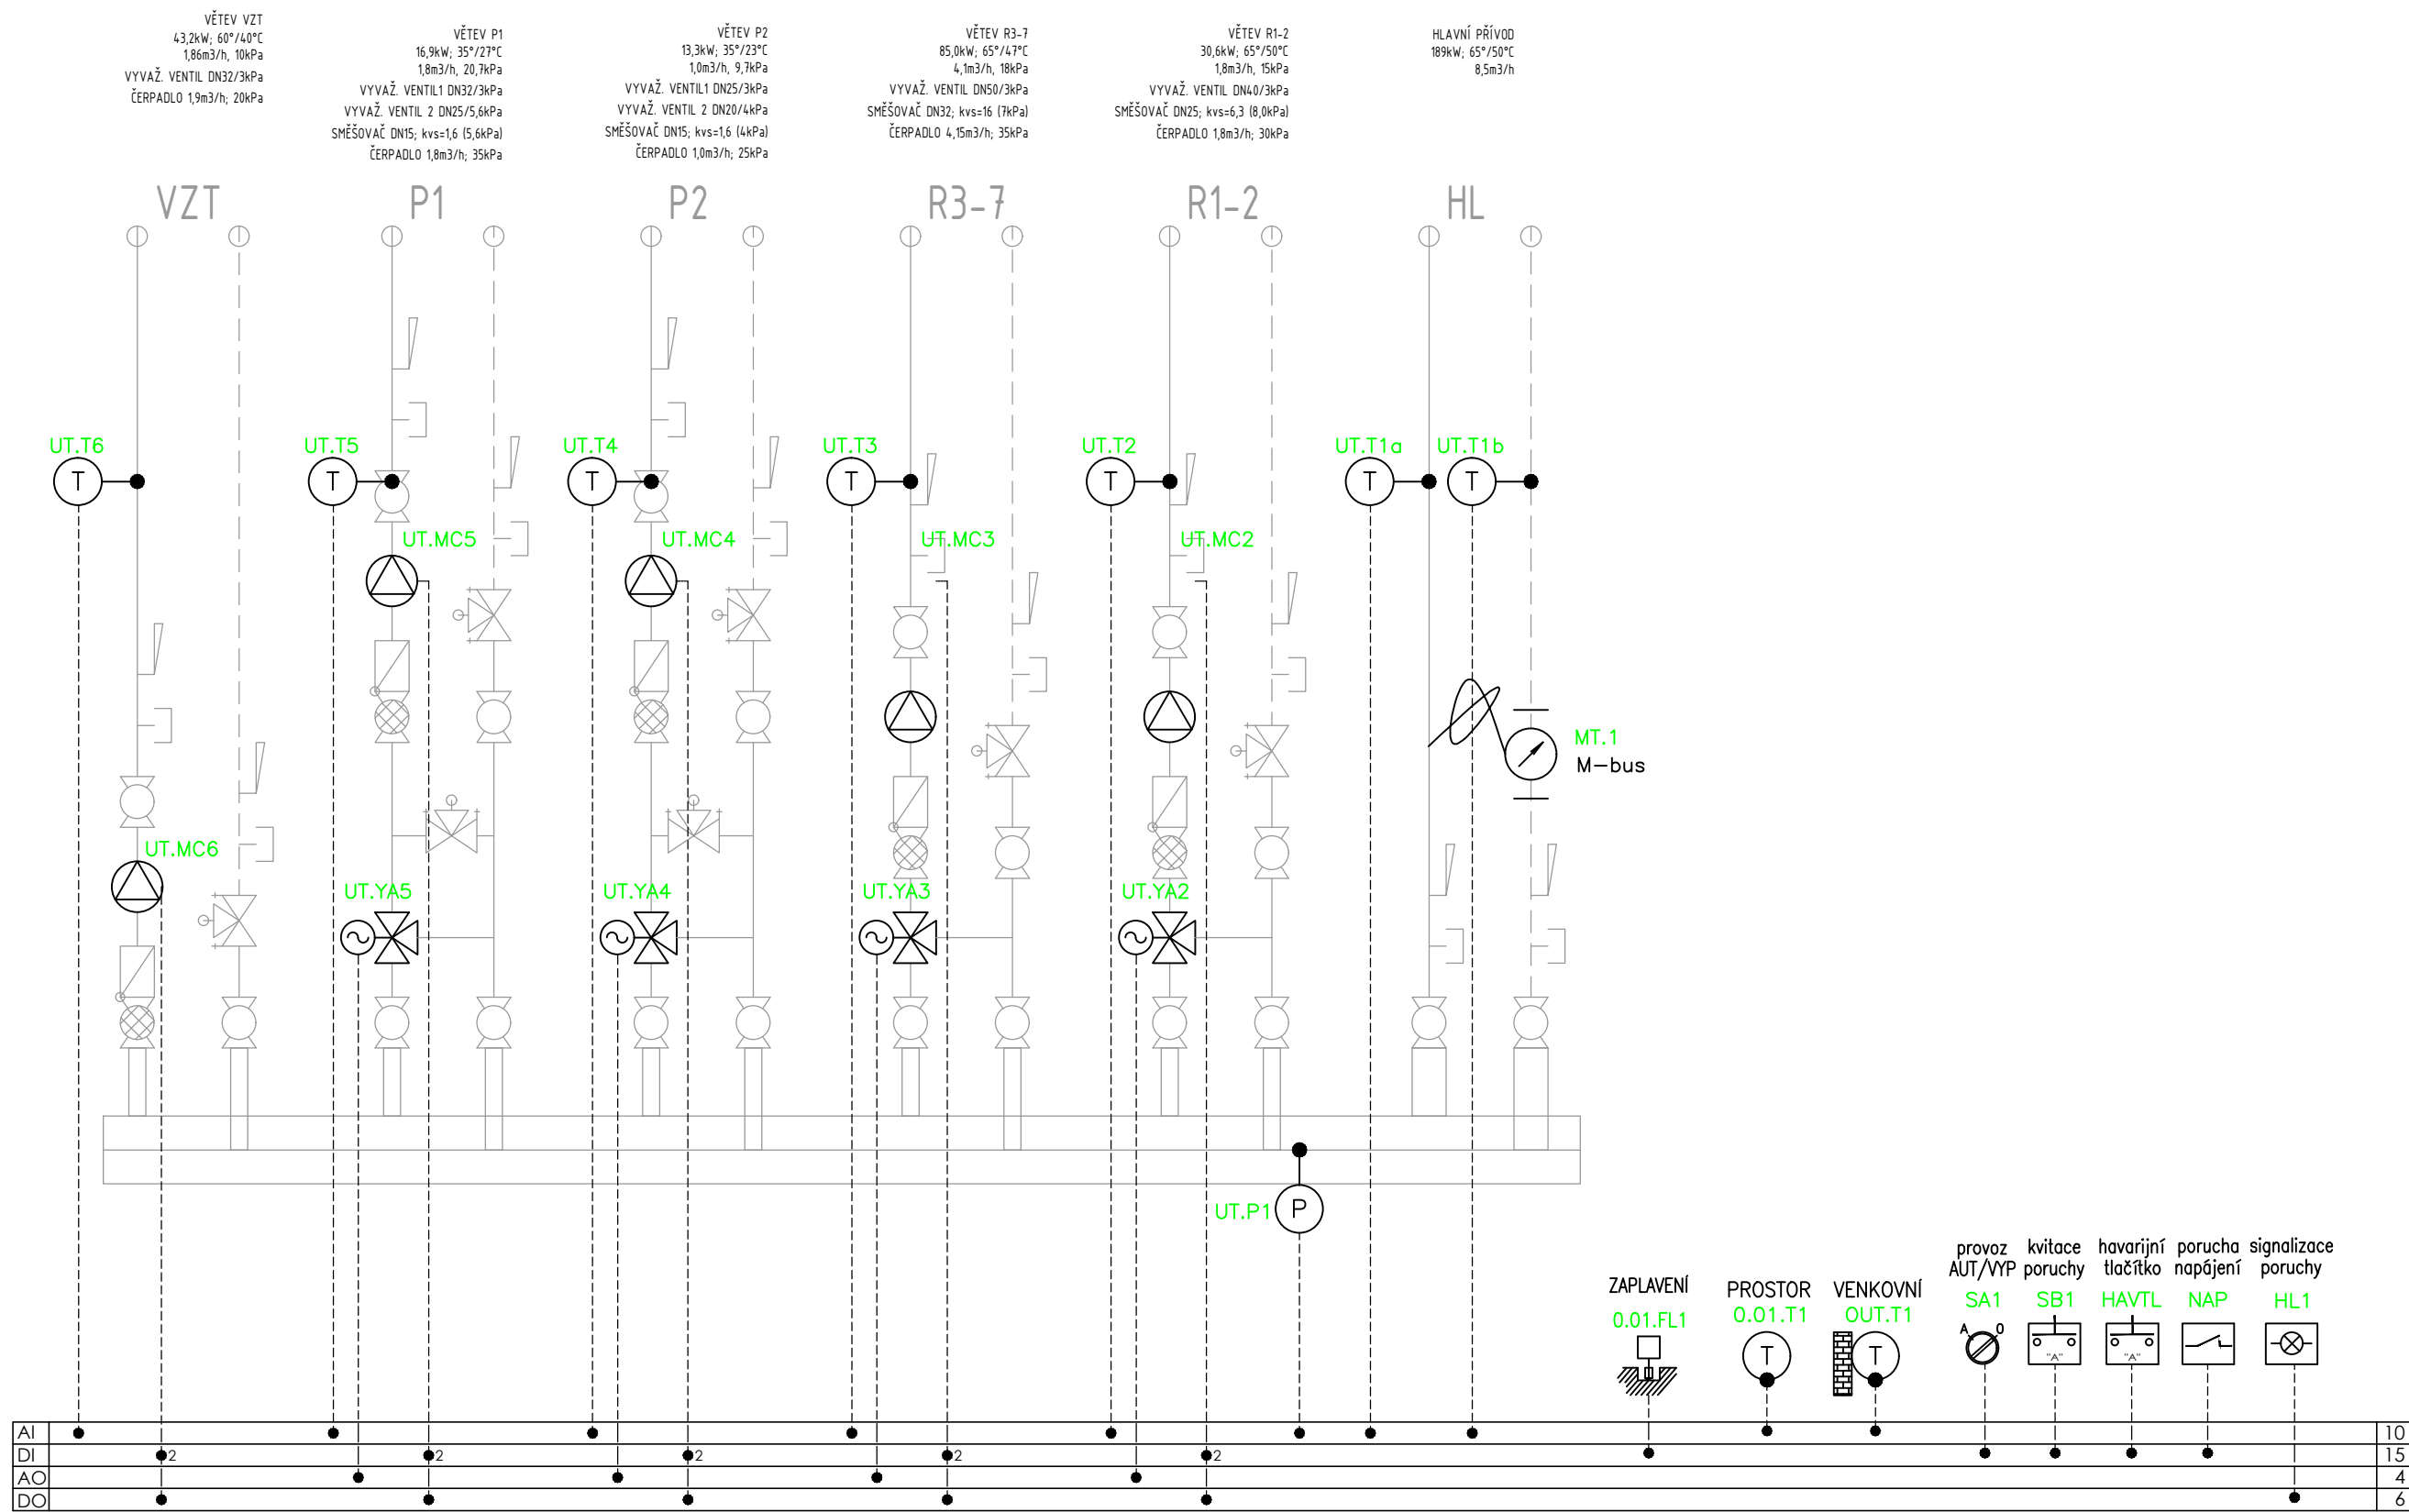 VĚTEV VZT
43,2kW; 60°/40°C
1,86m3/h, 10kPa
VYVAŽ. VENTIL DN32/3kPa
ČERPADLO 1,9m3/h; 20kPa
VĚTEV P1
16,9kW; 35°/27°C
1,8m3/h, 20,7kPa
VYVAŽ. VENTIL1 DN32/3kPa
VYVAŽ. VENTIL 2 DN25/5,6kPa
SMĚŠOVAČ DN15; kvs=1,6 (5,6kPa)
ČERPADLO 1,8m3/h; 35kPa
VĚTEV P2
13,3kW; 35°/23°C
1,0m3/h, 9,7kPa
VYVAŽ. VENTIL1 DN25/3kPa
VYVAŽ. VENTIL 2 DN20/4kPa
SMĚŠOVAČ DN15; kvs=1,6 (4kPa)
ČERPADLO 1,0m3/h; 25kPa
VĚTEV R3-7
85,0kW; 65°/47°C
4,1m3/h, 18kPa
VYVAŽ. VENTIL DN50/3kPa
SMĚŠOVAČ DN32; kvs=16 (7kPa)
ČERPADLO 4,15m3/h; 35kPa
VĚTEV R1-2
30,6kW; 65°/50°C
1,8m3/h, 15kPa
VYVAŽ. VENTIL DN40/3kPa
SMĚŠOVAČ DN25; kvs=6,3 (8,0kPa)
ČERPADLO 1,8m3/h; 30kPa
HLAVNÍ PŘÍVOD
189kW; 65°/50°C
8,5m3/h
VZT P1 P2 R3-7 R1-2 HL
UT.T6 UT.T5 UT.T4 UT.T3 UT.T2 UT.T1a UT.T1b
T T T T T T T
UT.MC5 UT.MC4 UT.MC3 UT.MC2
MT.1
M-bus
UT.MC6
UT.YA5 UT.YA4 UT.YA3 UT.YA2
UT.P1 P
ZAPLAVENÍ
0.01.FL1
PROSTOR
0.01.T1
T
VENKOVNÍ
OUT.T1
T
provoz
AUT/VYP
SA1
A O
kvitace
poruchy
SB1
"A"
havarijní
tlačítko
HAVTL
"A"
porucha
napájení
NAP
signalizace
poruchy
HL1
AI 10
DI 2 2 2 2 2 15
AO 4
DO 6